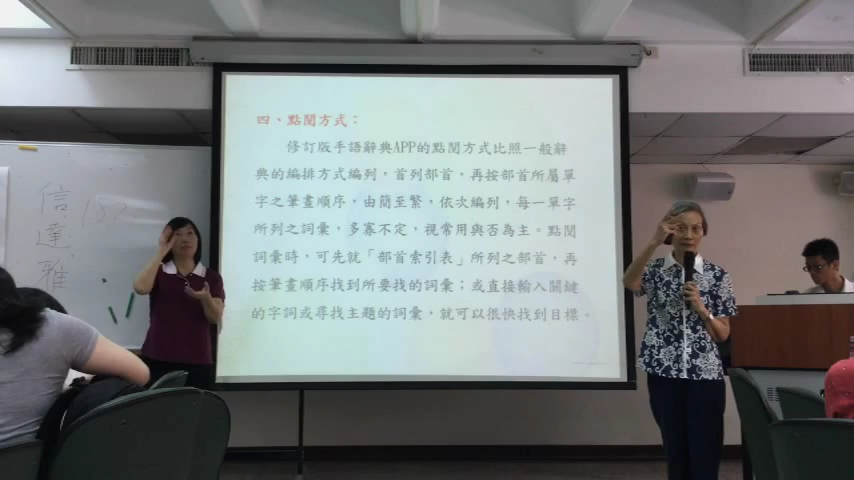 四、點閱方式：
修訂版手語辭典APP的點閱方式比照一般辭
典的編排方式編列，首列部首，再按部首所屬單
字之筆畫順序，由簡至繁，依次編列，每一單字
所列之詞彙，多寡不定，視常用與否為主。點閱
詞彙時，可先就「部首索引表」所列之部首，再
按筆畫順序找到所要找的詞彙；或直接輸入關鍵
的字詞或尋找主題的詞彙，就可以很快找到目標。
信達雅